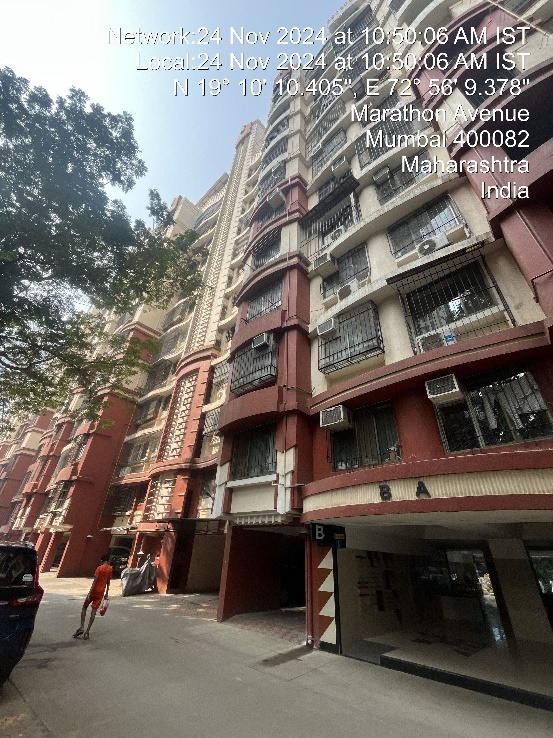 Network:24 Nov 2024 at 10:50:06 AM IST
Local:24 Nov 2024 at 10:50:06 AM IST
N 19° 10' 10.405", E 72° 56' 9.378"
Marathon Avenue
Mumbai 400082
Maharashtra
India
B A
B